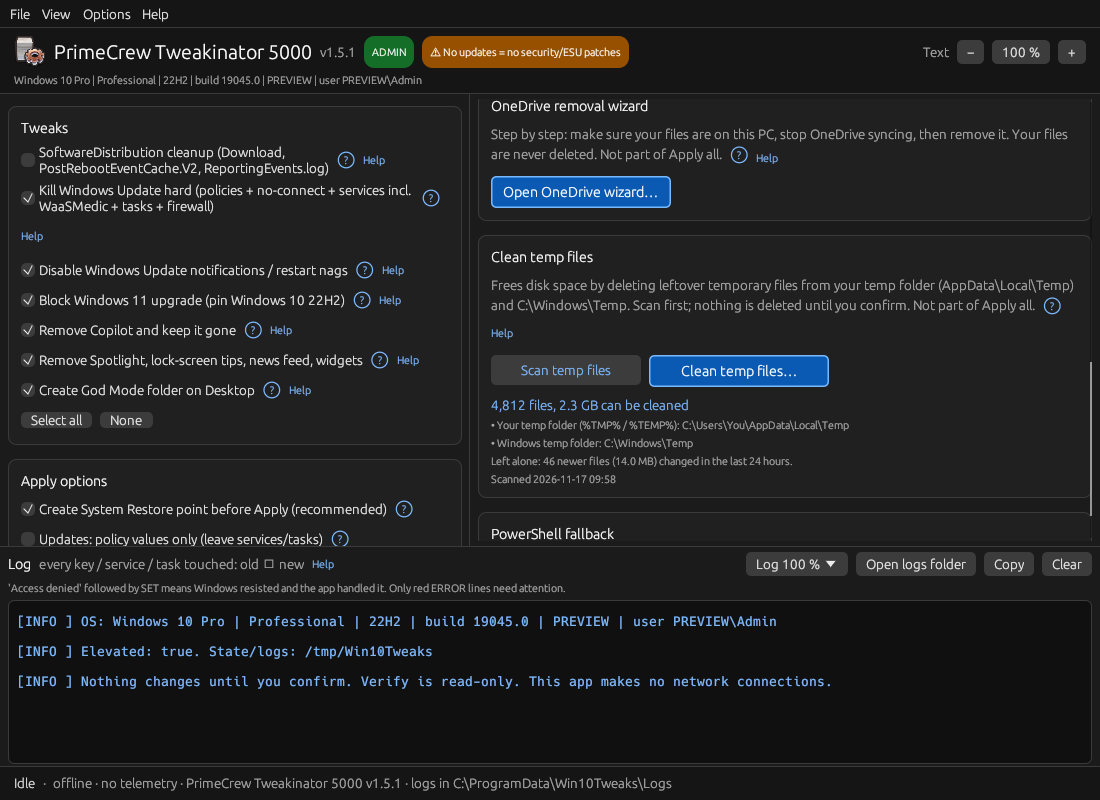 File View Options Help
PrimeCrew Tweakinator 5000 v1.5.1 ADMIN ⚠ No updates = no security/ESU patches Text − 100 % +
Windows 10 Pro | Professional | 22H2 | build 19045.0 | PREVIEW | user PREVIEW\Admin
Tweaks
SoftwareDistribution cleanup (Download,
PostRebootEventCache.V2, ReportingEvents.log) ? Help
Kill Windows Update hard (policies + no-connect + services incl.
WaaSMedic + tasks + firewall) ?
Help
Disable Windows Update notifications / restart nags ? Help
Block Windows 11 upgrade (pin Windows 10 22H2) ? Help
Remove Copilot and keep it gone ? Help
Remove Spotlight, lock-screen tips, news feed, widgets ? Help
Create God Mode folder on Desktop ? Help
Select all None
Apply options
Create System Restore point before Apply (recommended) ?
Updates: policy values only (leave services/tasks) ?
OneDrive removal wizard
Step by step: make sure your files are on this PC, stop OneDrive syncing, then remove it. Your files
are never deleted. Not part of Apply all. ? Help
Open OneDrive wizard...
Clean temp files
Frees disk space by deleting leftover temporary files from your temp folder (AppData\Local\Temp)
and C:\Windows\Temp. Scan first; nothing is deleted until you confirm. Not part of Apply all. ?
Help
Scan temp files Clean temp files...
4,812 files, 2.3 GB can be cleaned
• Your temp folder (%TMP% / %TEMP%): C:\Users\You\AppData\Local\Temp
• Windows temp folder: C:\Windows\Temp
Left alone: 46 newer files (14.0 MB) changed in the last 24 hours.
Scanned 2026-11-17 09:58
PowerShell fallback
Log every key / service / task touched: old □ new Help Log 100 % ▼ Open logs folder Copy Clear
'Access denied' followed by SET means Windows resisted and the app handled it. Only red ERROR lines need attention.
[INFO ] OS: Windows 10 Pro | Professional | 22H2 | build 19045.0 | PREVIEW | user PREVIEW\Admin
[INFO ] Elevated: true. State/logs: /tmp/Win10Tweaks
[INFO ] Nothing changes until you confirm. Verify is read-only. This app makes no network connections.
Idle · offline · no telemetry · PrimeCrew Tweakinator 5000 v1.5.1 · logs in C:\ProgramData\Win10Tweaks\Logs